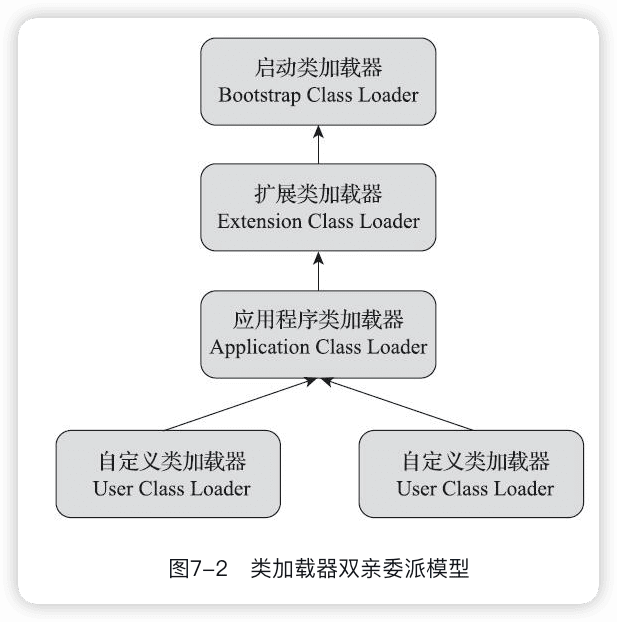 启动类加载器
Bootstrap Class Loader
扩展类加载器
Extension Class Loader
应用程序类加载器
Application Class Loader
自定义类加载器
User Class Loader
自定义类加载器
User Class Loader
图7-2 类加载器双亲委派模型